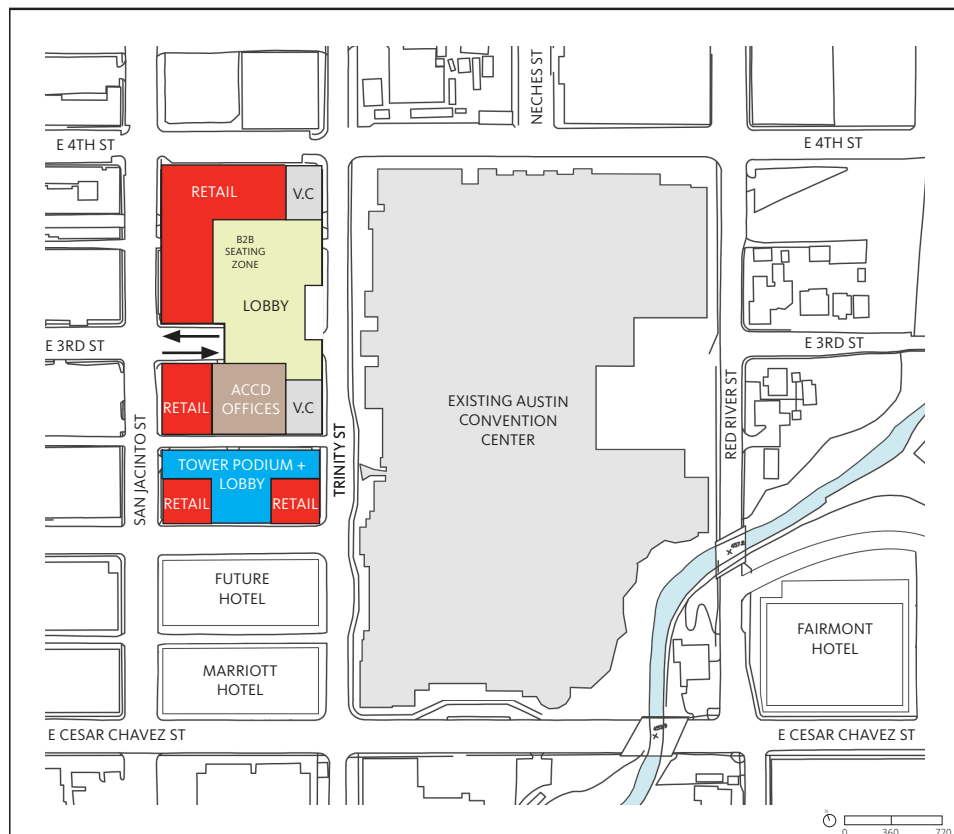 NECHES ST
E 4TH ST
E 4TH ST
RETAIL
V.C
B2B
SEATING
ZONE
LOBBY
E 3RD ST
E 3RD ST
RETAIL
ACCD
OFFICES
V.C
EXISTING AUSTIN
CONVENTION
CENTER
SAN JACINTO ST
TRINITY ST
RED RIVER ST
TOWER PODIUM +
LOBBY
RETAIL
RETAIL
457.8
FUTURE
HOTEL
MARRIOTT
HOTEL
FAIRMONT
HOTEL
E CESAR CHAVEZ ST
E CESAR CHAVEZ ST
N
0 360 720